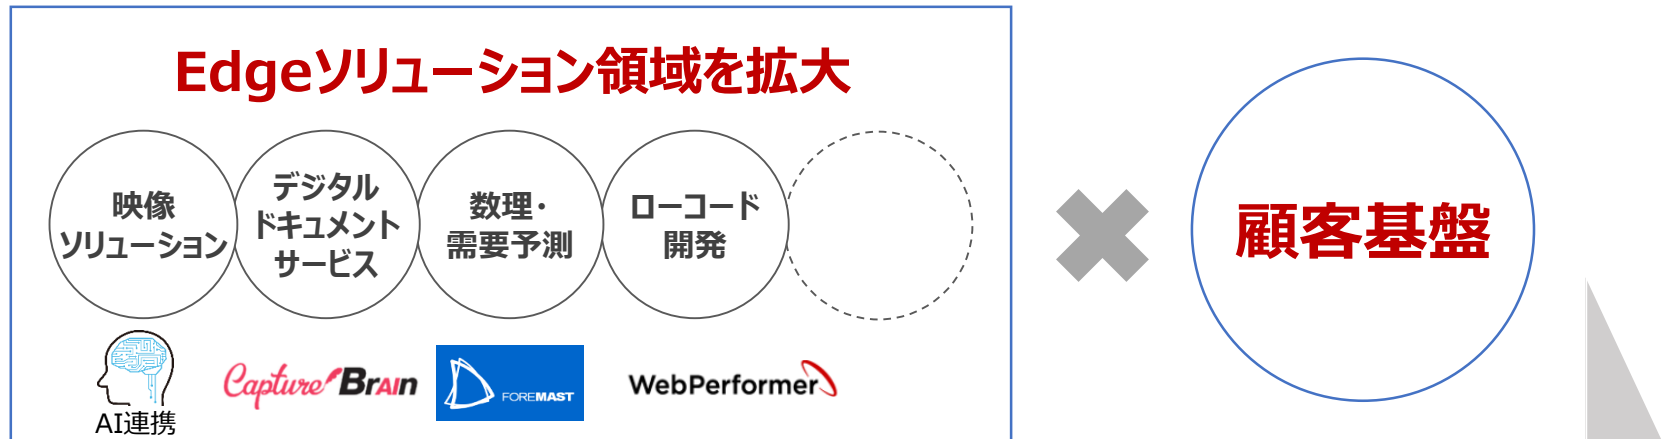 Edgeソリューション領域を拡大
映像
ソリューション
デジタル
ドキュメント
サービス
数理・
需要予測
ローコード
開発
顧客基盤
AI連携
Capture Brain
FOREMAST
WebPerformer